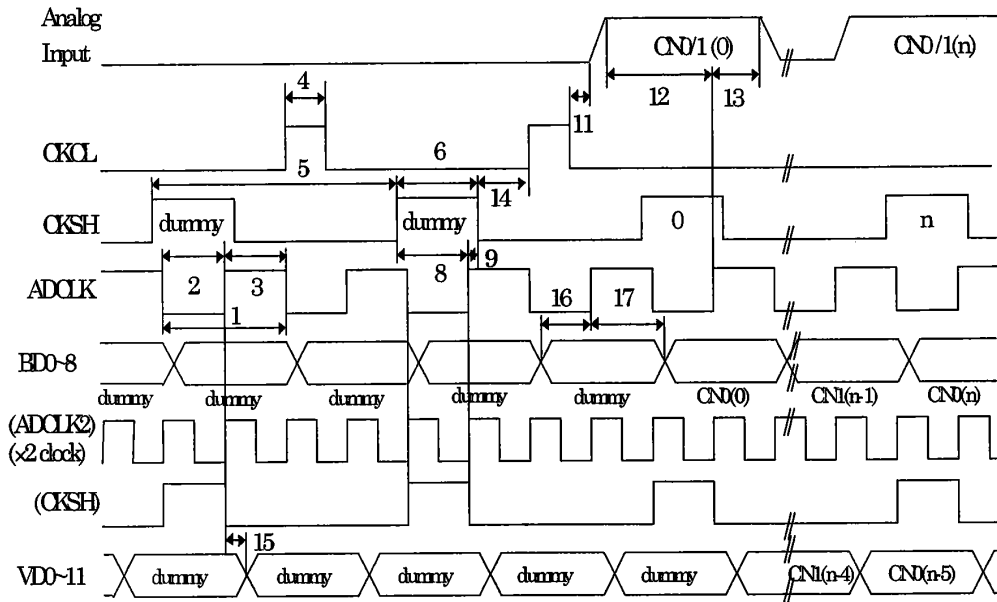 Analog
Input
CN0/1 (0)
CN0/1(n)
4
12
13
11
CKCL
6
5
14
CKSH
dummy
dummy
0
n
8
9
ADCLK
2
3
16
17
1
BD0~8
dummy
dummy
dummy
dummy
dummy
CN0(0)
CN1(n-1)
CN0(n)
(ADCLK2)
(×2 clock)
(CKSH)
15
VD0~11
dummy
dummy
dummy
dummy
dummy
CN1(n-4)
CN0(n-5)